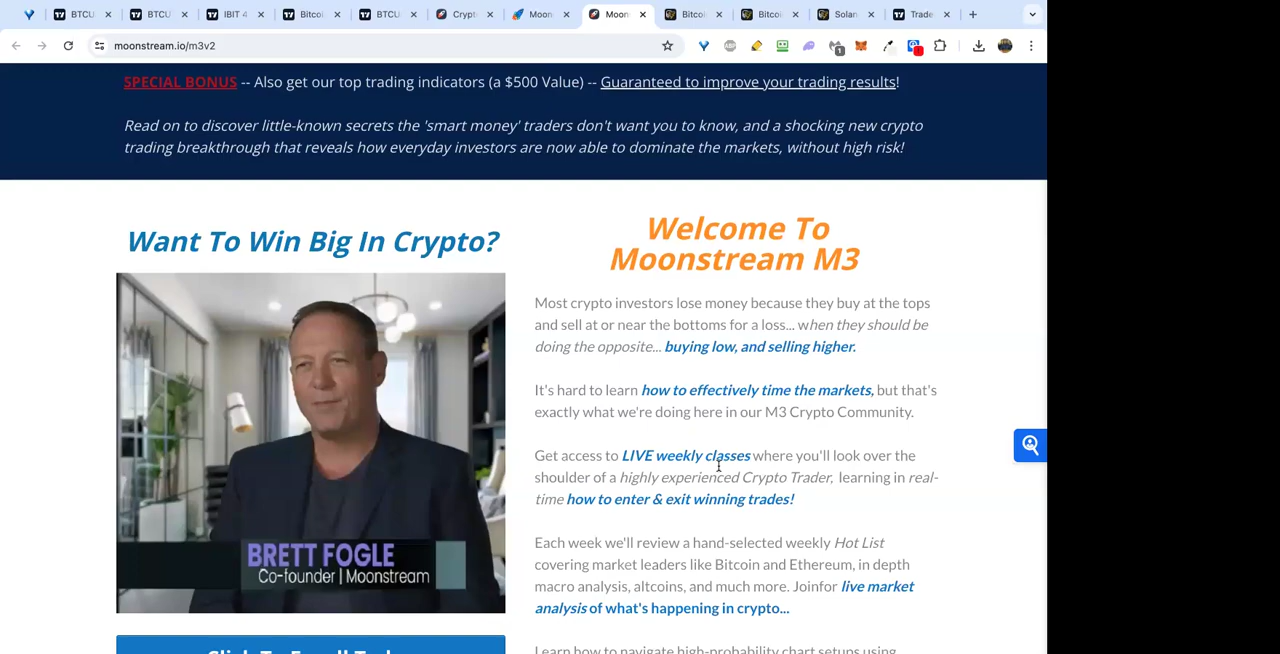 BTCU
BTCU
IBIT 4
Bitcoi
BTCU
Crypt
Moon
Moon
Bitcoi
Bitcoi
Solan
Trade
moonstream.io/m3v2
ABP
1
SPECIAL BONUS -- Also get our top trading indicators (a $500 Value) -- Guaranteed to improve your trading results!
Read on to discover little-known secrets the 'smart money' traders don't want you to know, and a shocking new crypto
trading breakthrough that reveals how everyday investors are now able to dominate the markets, without high risk!
Want To Win Big In Crypto?
BRETT FOGLE
Co-founder | Moonstream
Welcome To
Moonstream M3
Most crypto investors lose money because they buy at the tops
and sell at or near the bottoms for a loss... when they should be
doing the opposite... buying low, and selling higher.
It's hard to learn how to effectively time the markets, but that's
exactly what we're doing here in our M3 Crypto Community.
Get access to LIVE weekly classes where you'll look over the
shoulder of a highly experienced Crypto Trader, learning in real-
time how to enter & exit winning trades!
Each week we'll review a hand-selected weekly Hot List
covering market leaders like Bitcoin and Ethereum, in depth
macro analysis, altcoins, and much more. Joinfor live market
analysis of what's happening in crypto...
Learn how to navigate high-probability chart setups using